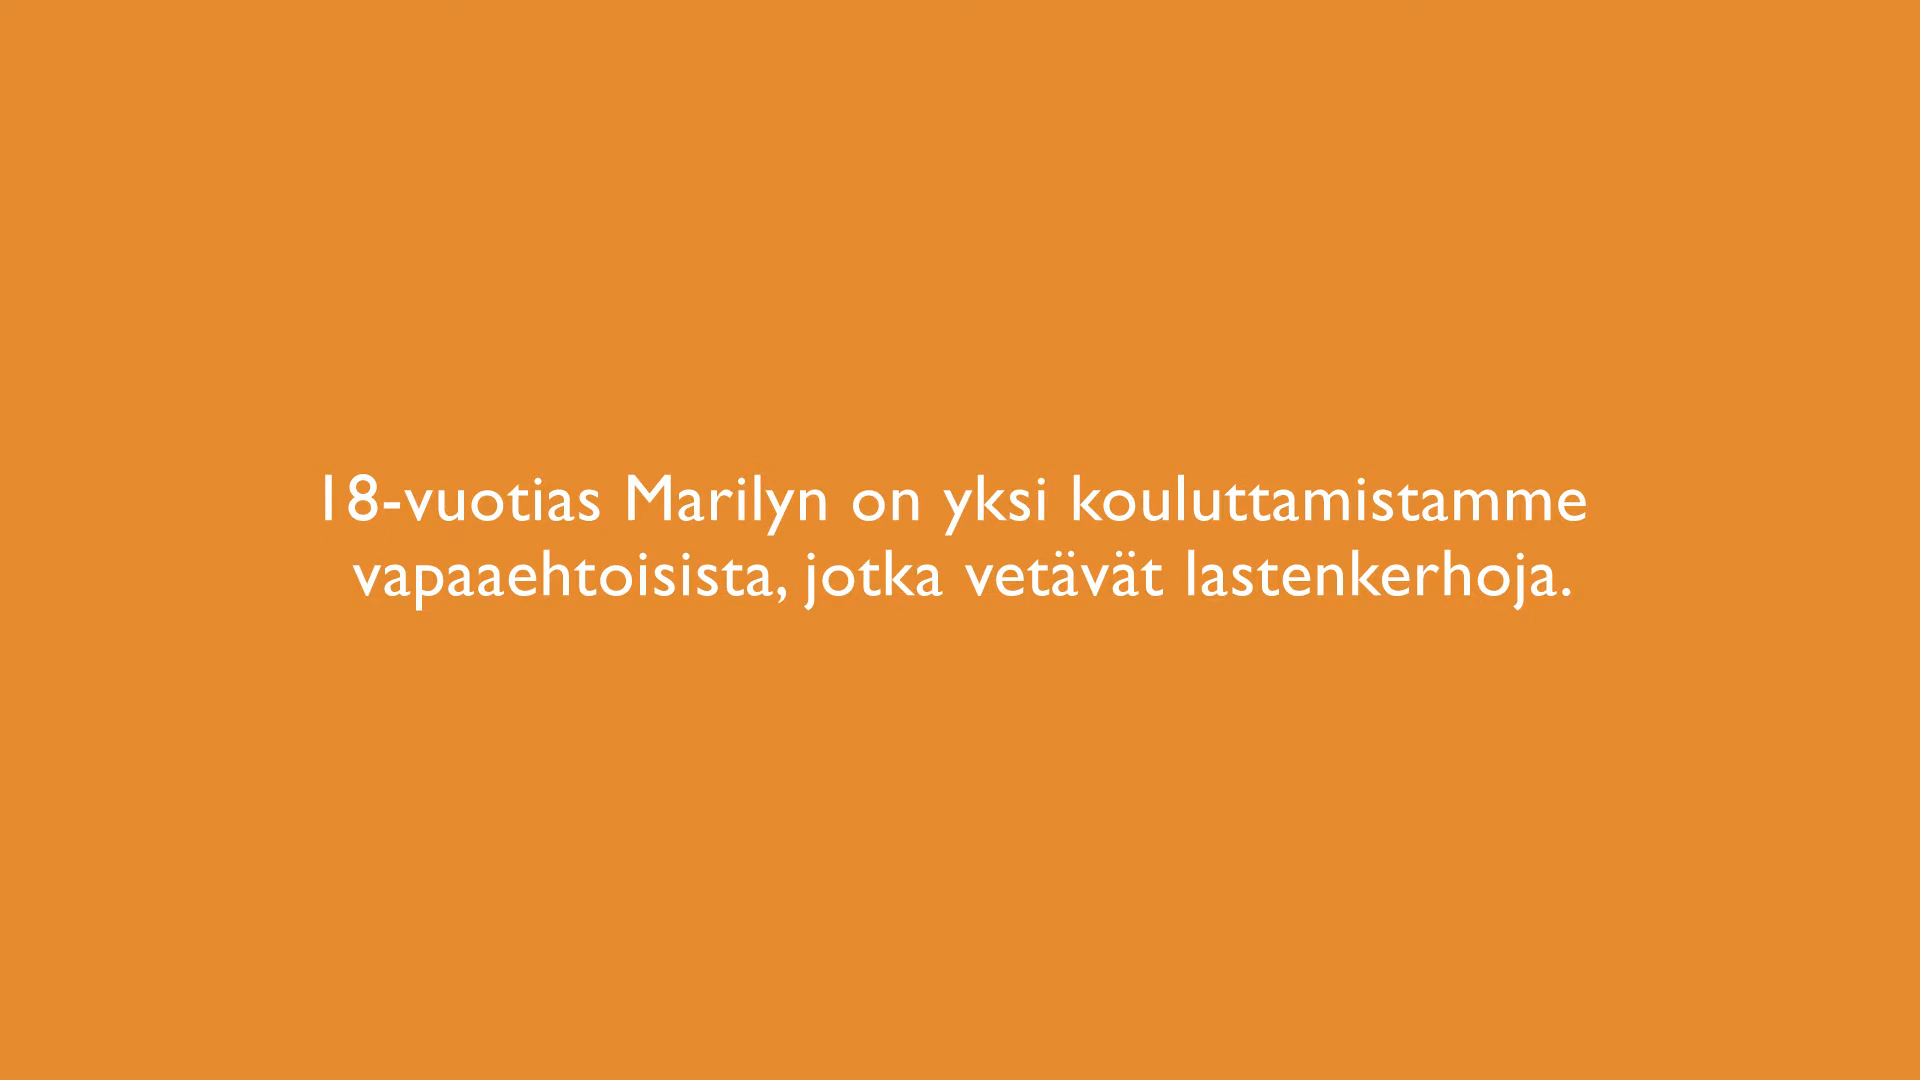 18-vuotias Marilyn on yksi kouluttamistamme
vapaaehtoisista, jotka vetävät lastenkerhoja.